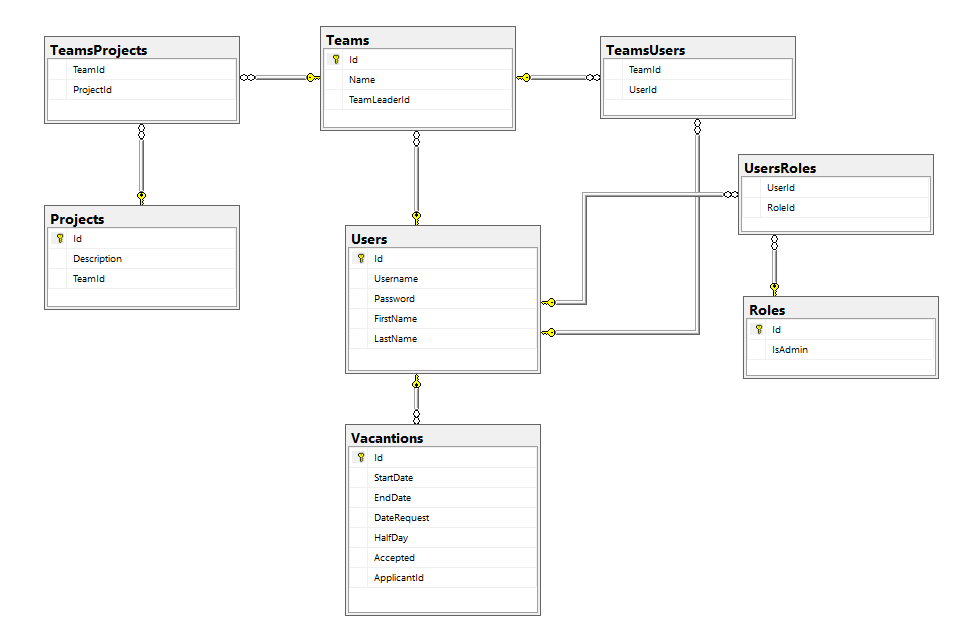 TeamsProjects
TeamId
ProjectId
Teams
Id
Name
TeamLeaderId
TeamsUsers
TeamId
UserId
UsersRoles
UserId
RoleId
Projects
Id
Description
TeamId
Users
Id
Username
Password
FirstName
LastName
Roles
Id
IsAdmin
Vacantions
Id
StartDate
EndDate
DateRequest
HalfDay
Accepted
ApplicantId